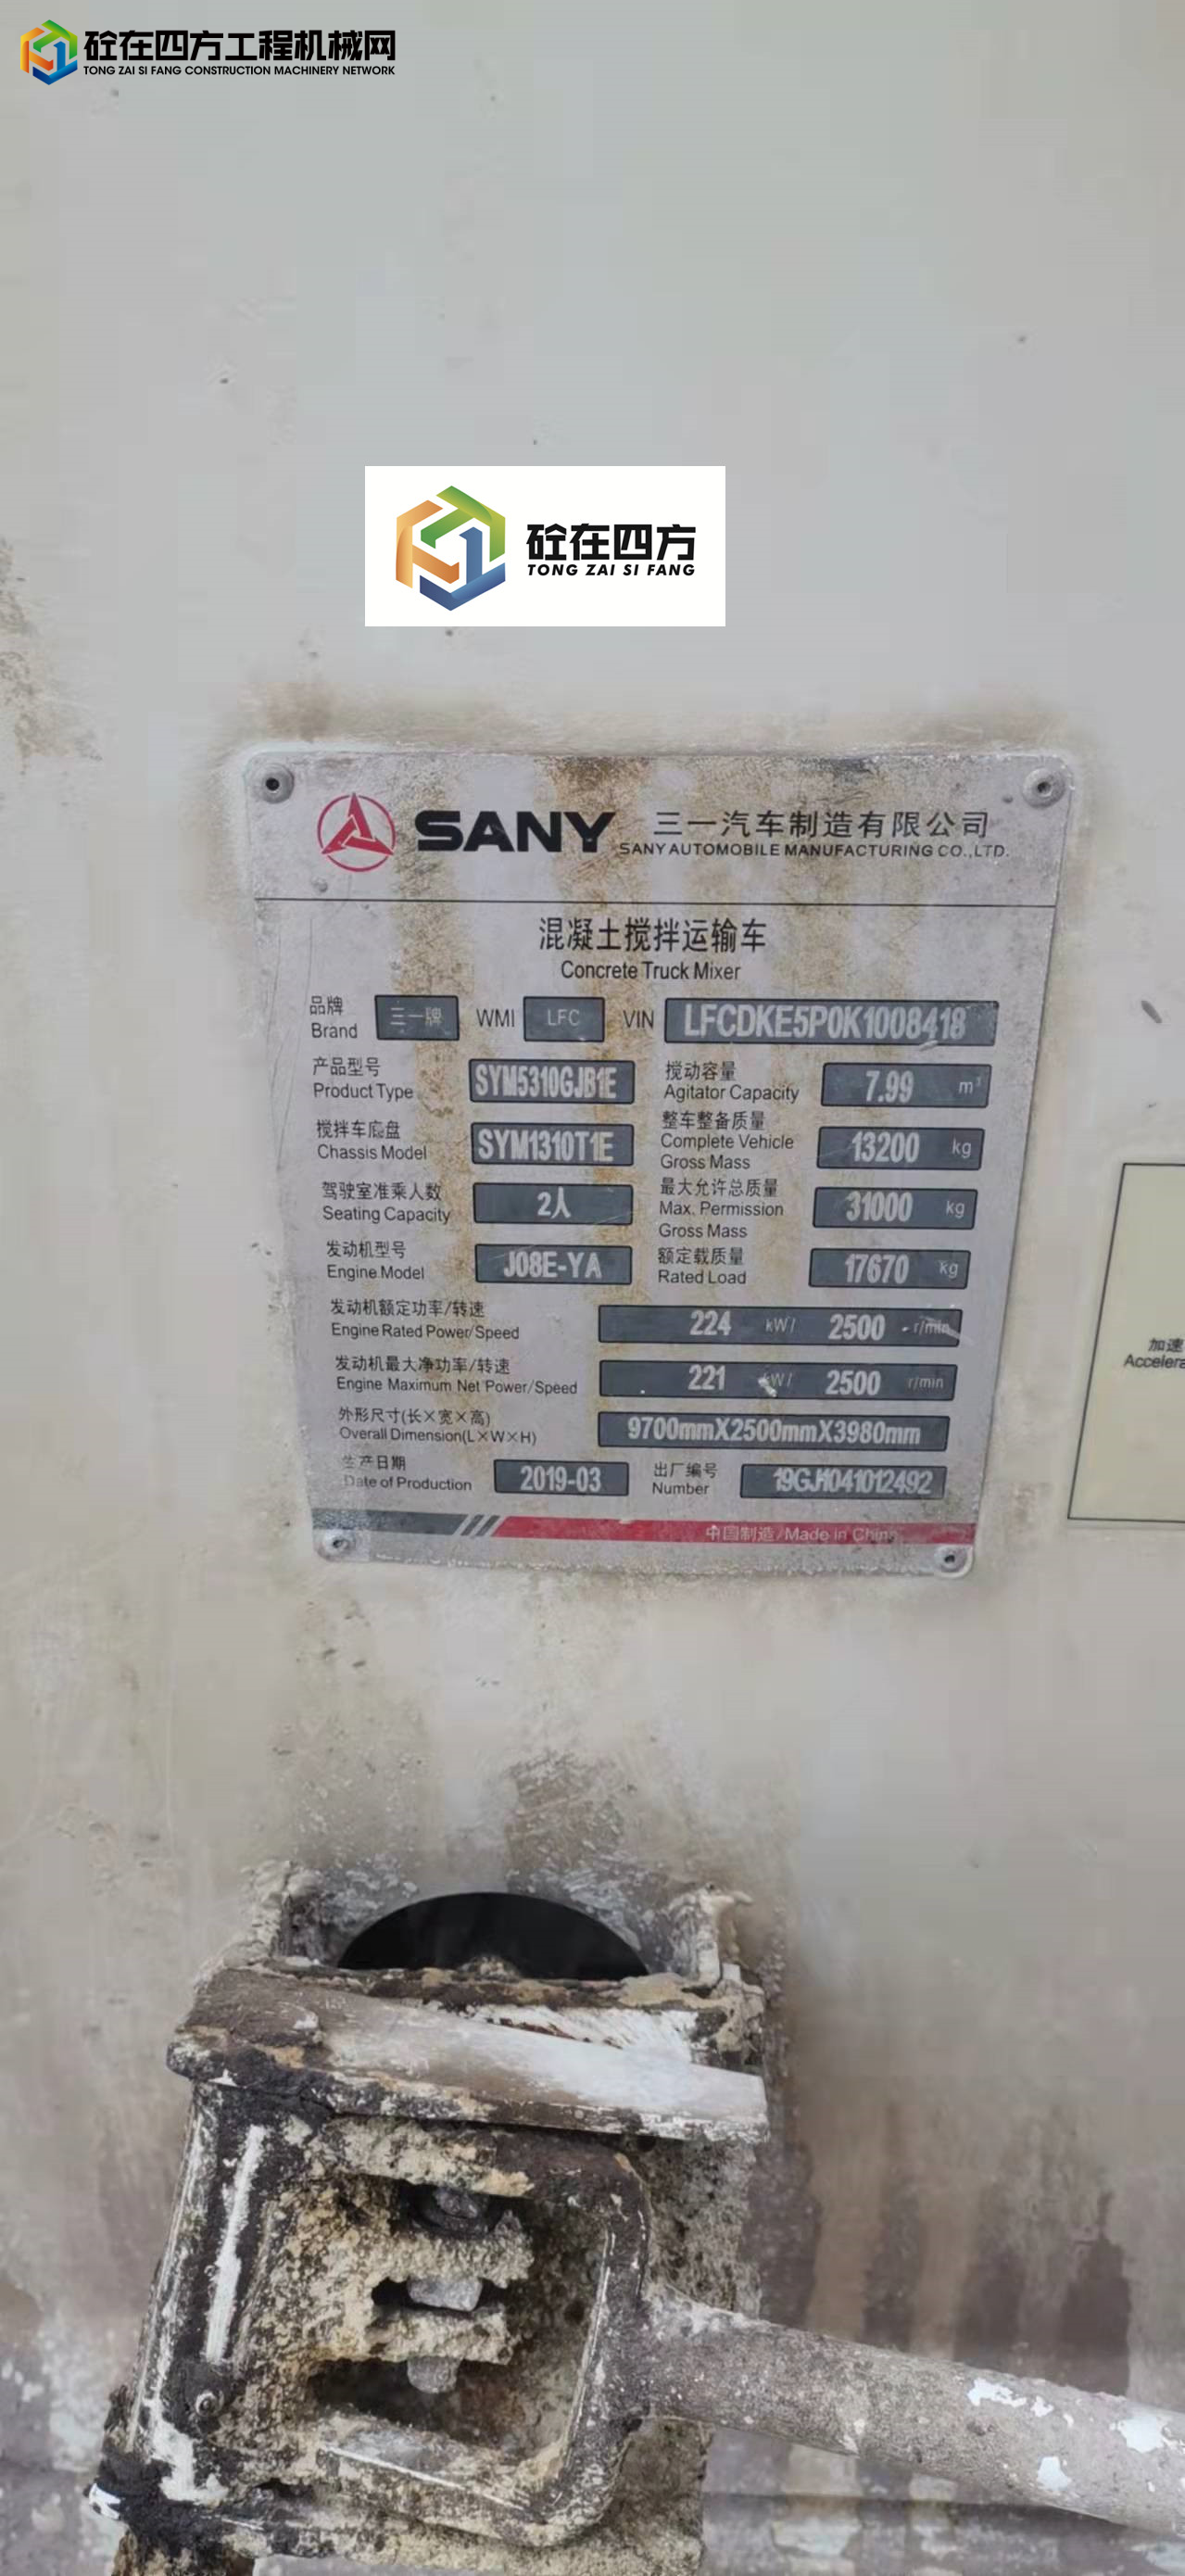 砼在四方工程机械网
TONG ZAI SI FANG CONSTRUCTION MACHINERY NETWORK
砼在四方
TONG ZAI SI FANG
SANY 三一汽车制造有限公司
SANY AUTOMOBILE MANUFACTURING CO.,LTD.
混凝土搅拌运输车
Concrete Truck Mixer
品牌 Brand 三一牌 WMI LFC VIN LFCDKE5P0K1008418
产品型号 Product Type SYM5310GJB1E
搅动容量 Agitator Capacity 7.99 m³
搅拌车底盘 Chassis Model SYM1310T1E
整车整备质量 Complete Vehicle Gross Mass 13200 kg
驾驶室准乘人数 Seating Capacity 2人
最大允许总质量 Max. Permission Gross Mass 31000 kg
发动机型号 Engine Model J08E-YA
额定载质量 Rated Load 17670 kg
发动机额定功率/转速 Engine Rated Power/Speed 224 kW/ 2500 r/min
发动机最大净功率/转速 Engine Maximum Net Power/Speed 221 kW/ 2500 r/min
外形尺寸(长×宽×高) Overall Dimension(L×W×H) 9700mmX2500mmX3980mm
生产日期 Date of Production 2019-03 出厂编号 Number 19GJ1041012492
中国制造/Made in China
加速
Accelera